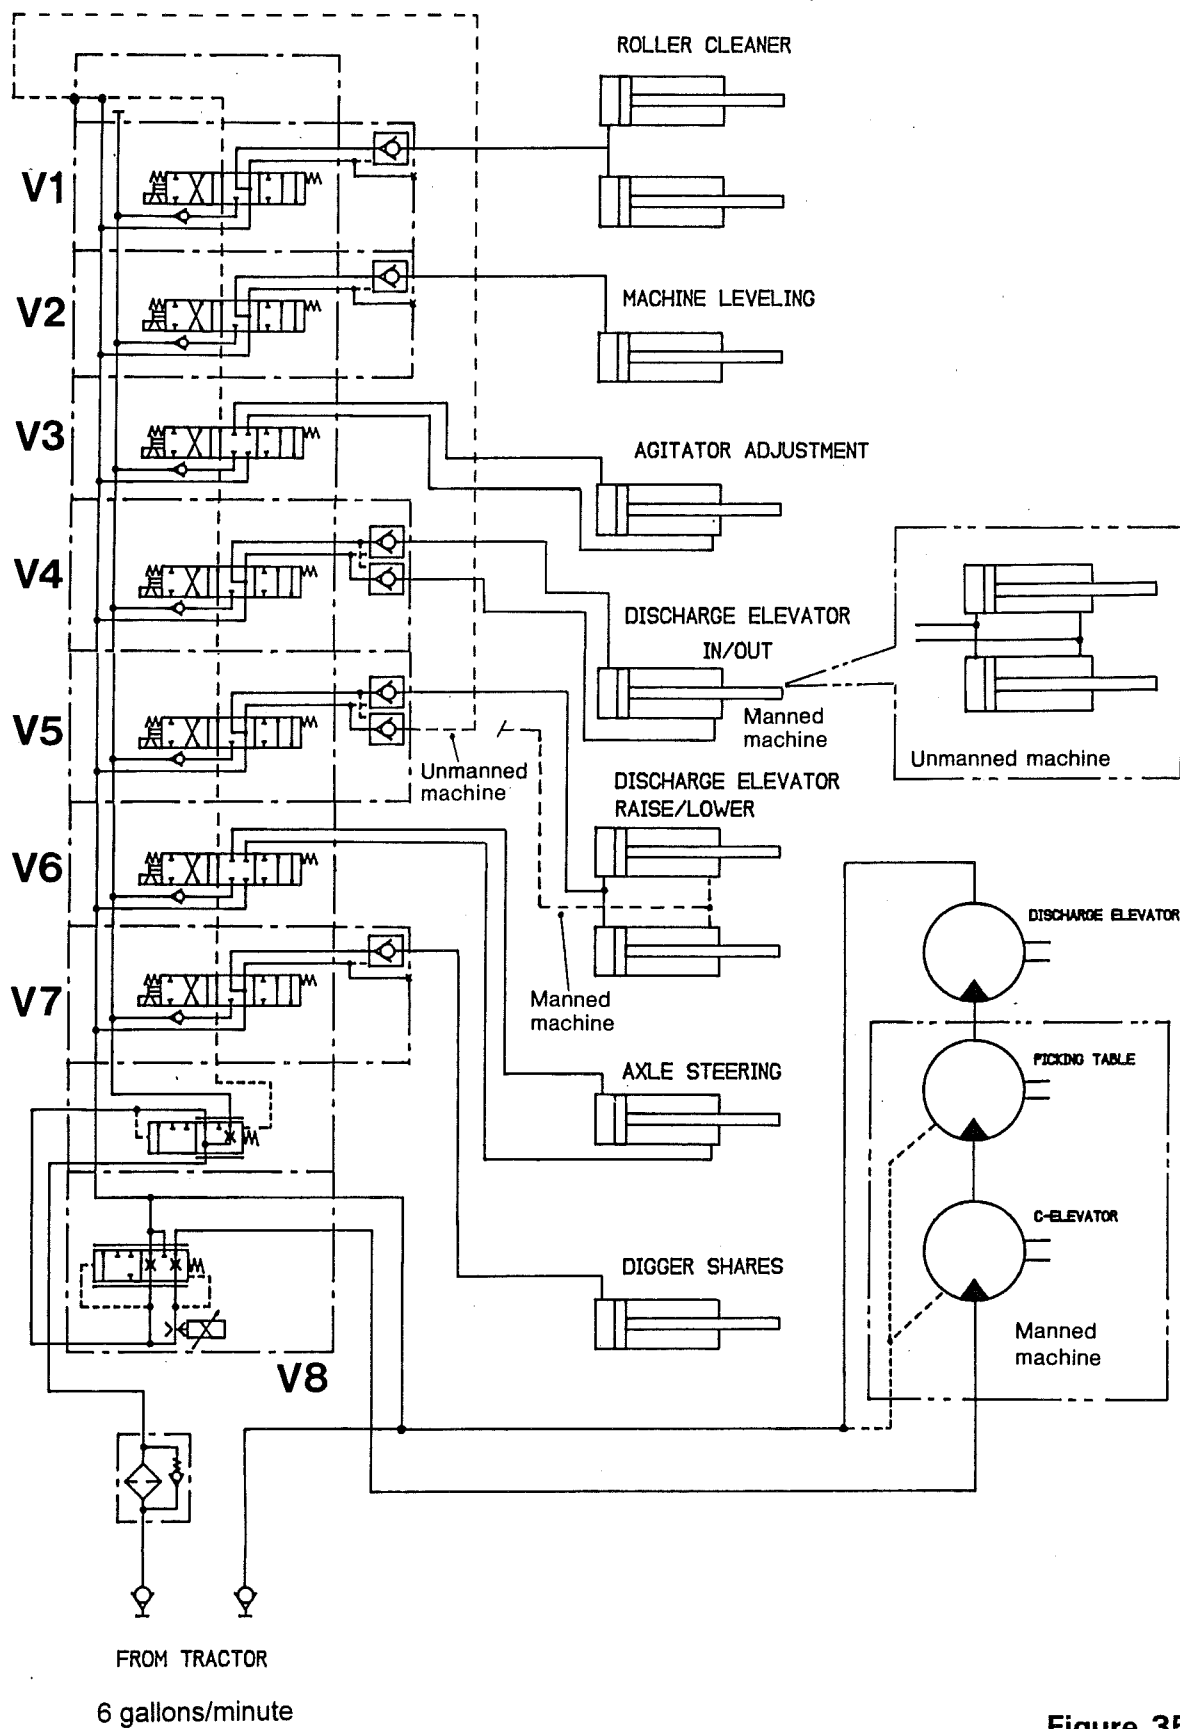 ROLLER CLEANER
V1
V2
MACHINE LEVELING
V3
AGITATOR ADJUSTMENT
V4
DISCHARGE ELEVATOR
IN/OUT
Manned
machine
Unmanned machine
V5
Unmanned
machine
DISCHARGE ELEVATOR
RAISE/LOWER
V6
DISCHARGE ELEVATOR
V7
Manned
machine
PICKING TABLE
AXLE STEERING
C-ELEVATOR
DIGGER SHARES
Manned
machine
V8
FROM TRACTOR
6 gallons/minute
Figure 35